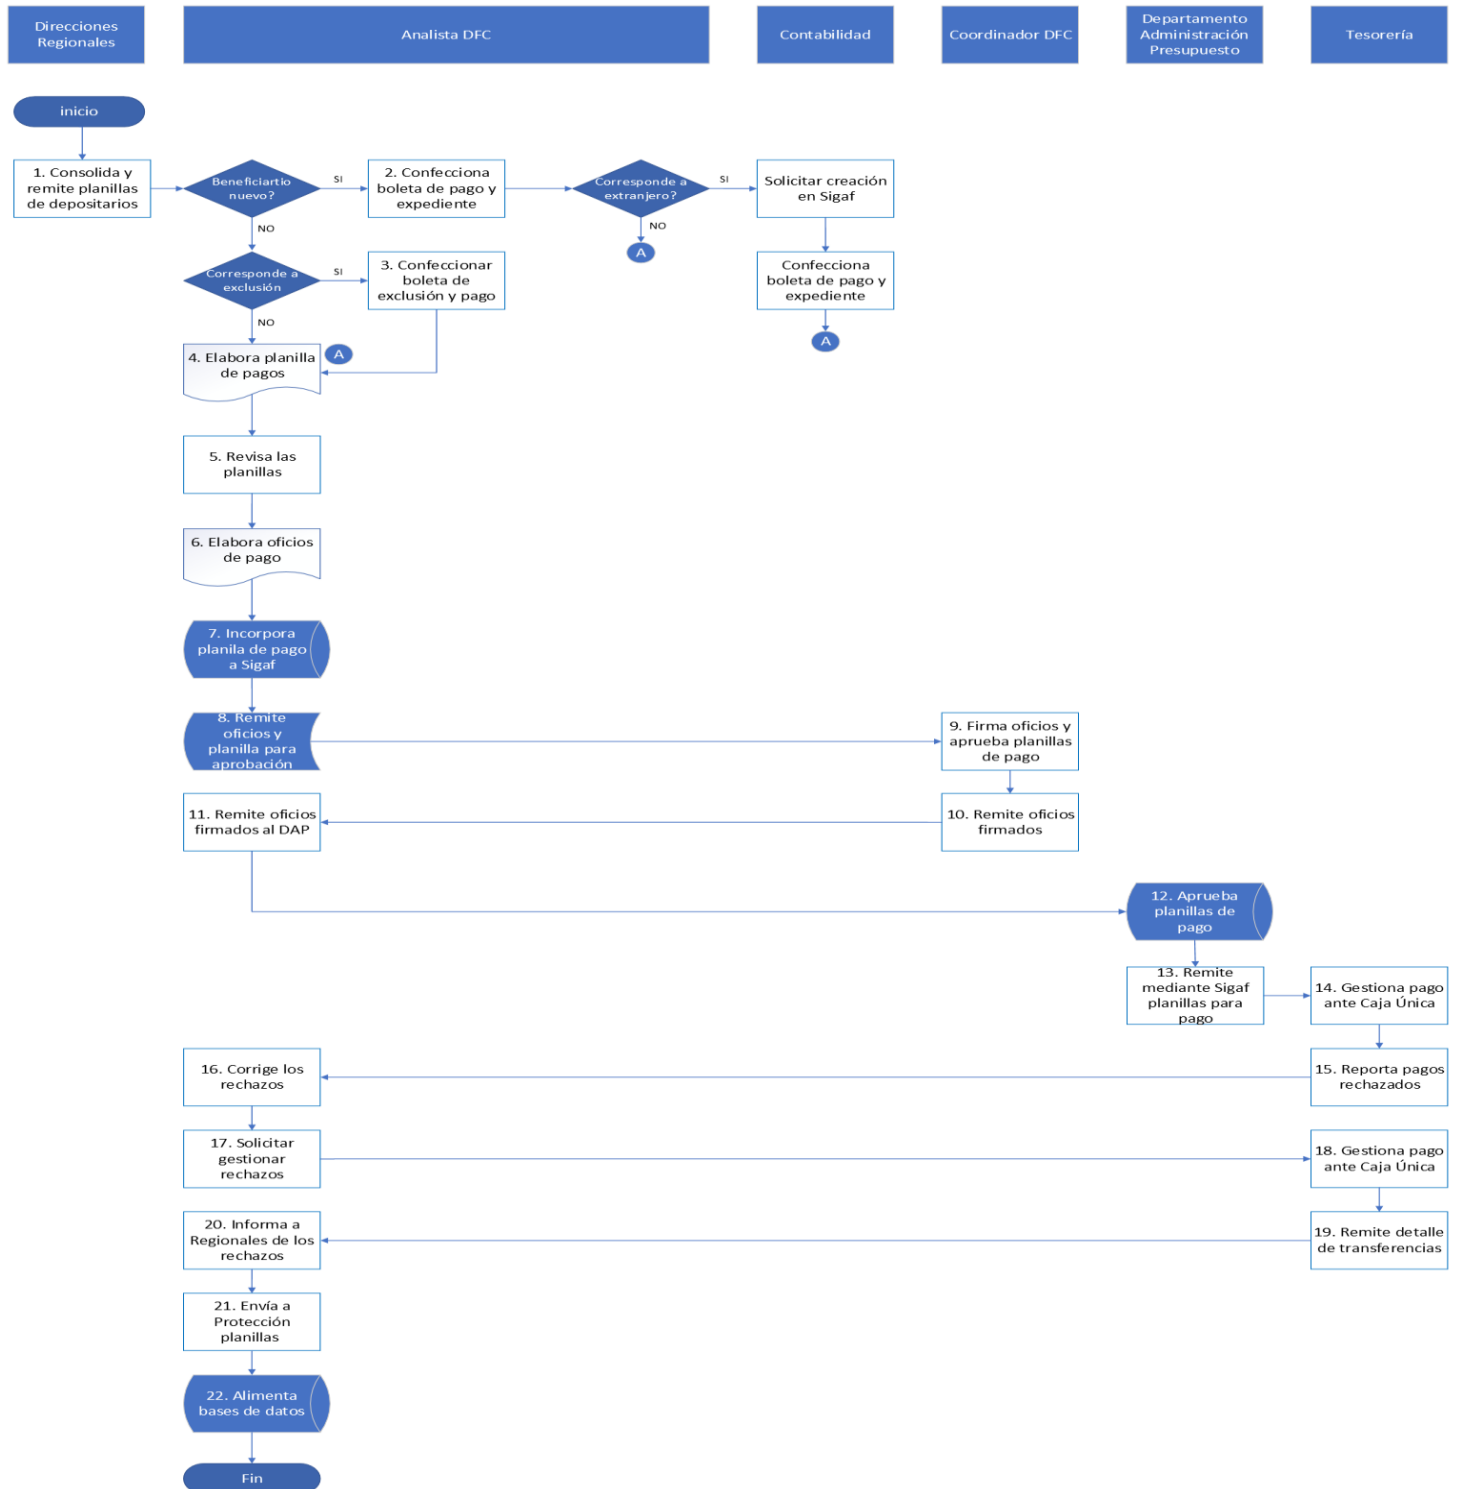 Direcciones
Regionales
Analista DFC
Contabilidad
Coordinador DFC
Departamento
Administración
Presupuesto
Tesorería
inicio
1. Consolida y
remite planillas
de depositarios
Beneficiartio
nuevo?
SI
2. Confecciona
boleta de pago y
expediente
Corresponde a
extranjero?
SI
Solicitar creación
en Sigaf
NO
NO
A
Corresponde a
exclusión
SI
3. Confeccionar
boleta de
exclusión y pago
Confecciona
boleta de pago y
expediente
NO
A
4. Elabora planilla
de pagos
A
5. Revisa las
planillas
6. Elabora oficios
de pago
7. Incorpora
planila de pago
a Sigaf
8. Remite
oficios y
planilla para
aprobación
9. Firma oficios y
aprueba planillas
de pago
11. Remite oficios
firmados al DAP
10. Remite oficios
firmados
12. Aprueba
planillas de
pago
13. Remite
mediante Sigaf
planillas para
pago
14. Gestiona pago
ante Caja Única
16. Corrige los
rechazos
15. Reporta pagos
rechazados
17. Solicitar
gestionar
rechazos
18. Gestiona pago
ante Caja Única
20. Informa a
Regionales de los
rechazos
19. Remite detalle
de transferencias
21. Envía a
Protección
planillas
22. Alimenta
bases de datos
Fin